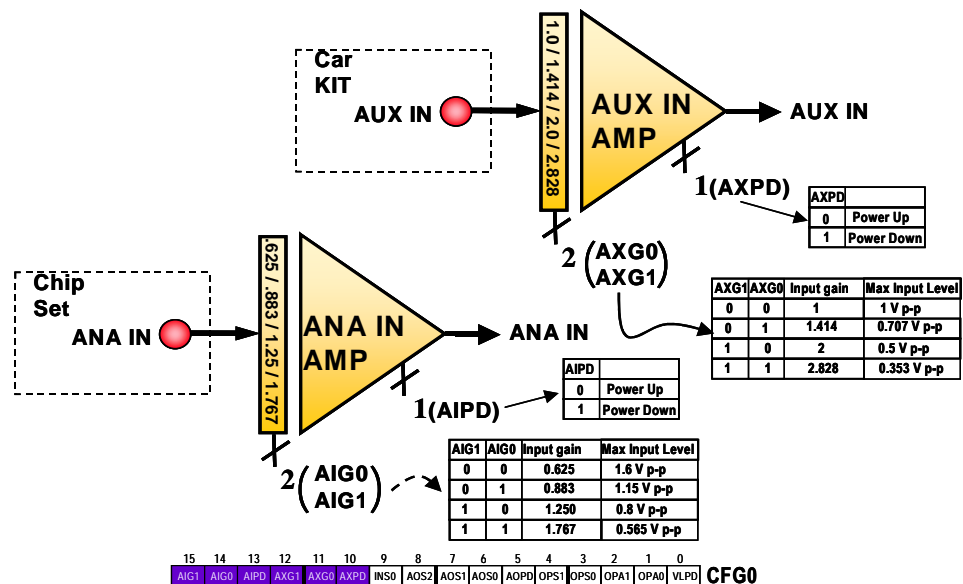 Car
KIT
AUX IN
1.0 / 1.414 / 2.0 / 2.828
AUX IN
AMP
AUX IN
1(AXPD)
AXPD
0 Power Up
1 Power Down
2 (AXG0
AXG1)
AXG1 AXG0 Input gain Max Input Level
0 0 1 1 V p-p
0 1 1.414 0.707 V p-p
1 0 2 0.5 V p-p
1 1 2.828 0.353 V p-p
Chip
Set
ANA IN
.625 / .883 / 1.25 / 1.767
ANA IN
AMP
ANA IN
1(AIPD)
AIPD
0 Power Up
1 Power Down
2 (AIG0
AIG1)
AIG1 AIG0 Input gain Max Input Level
0 0 0.625 1.6 V p-p
0 1 0.883 1.15 V p-p
1 0 1.250 0.8 V p-p
1 1 1.767 0.565 V p-p
15 14 13 12 11 10 9 8 7 6 5 4 3 2 1 0
AIG1 AIG0 AIPD AXG1 AXG0 AXPD INS0 AOS2 AOS1 AOS0 AOPD OPS1 OPS0 OPA1 OPA0 VLPD CFG0